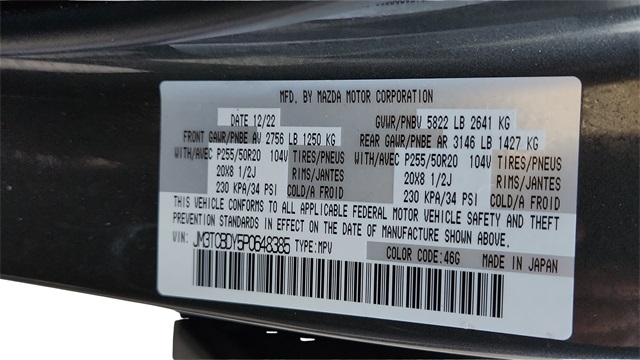 MFD. BY MAZDA MOTOR CORPORATION
DATE 12/22 GVWR/PNBV 5822 LB 2641 KG
FRONT GAWR/PNBE AV 2756 LB 1250 KG REAR GAWR/PNBE AR 3146 LB 1427 KG
WITH/AVEC P255/50R20 104V TIRES/PNEUS WITH/AVEC P255/50R20 104V TIRES/PNEUS
20X8 1/2J RIMS/JANTES 20X8 1/2J RIMS/JANTES
230 KPA/34 PSI COLD/A FROID 230 KPA/34 PSI COLD/A FROID
THIS VEHICLE CONFORMS TO ALL APPLICABLE FEDERAL MOTOR VEHICLE SAFETY AND THEFT
PREVENTION STANDARDS IN EFFECT ON THE DATE OF MANUFACTURE SHOWN ABOVE.
VIN: JM3TCBDY5P0648385 TYPE: MPV
COLOR CODE: 46G MADE IN JAPAN